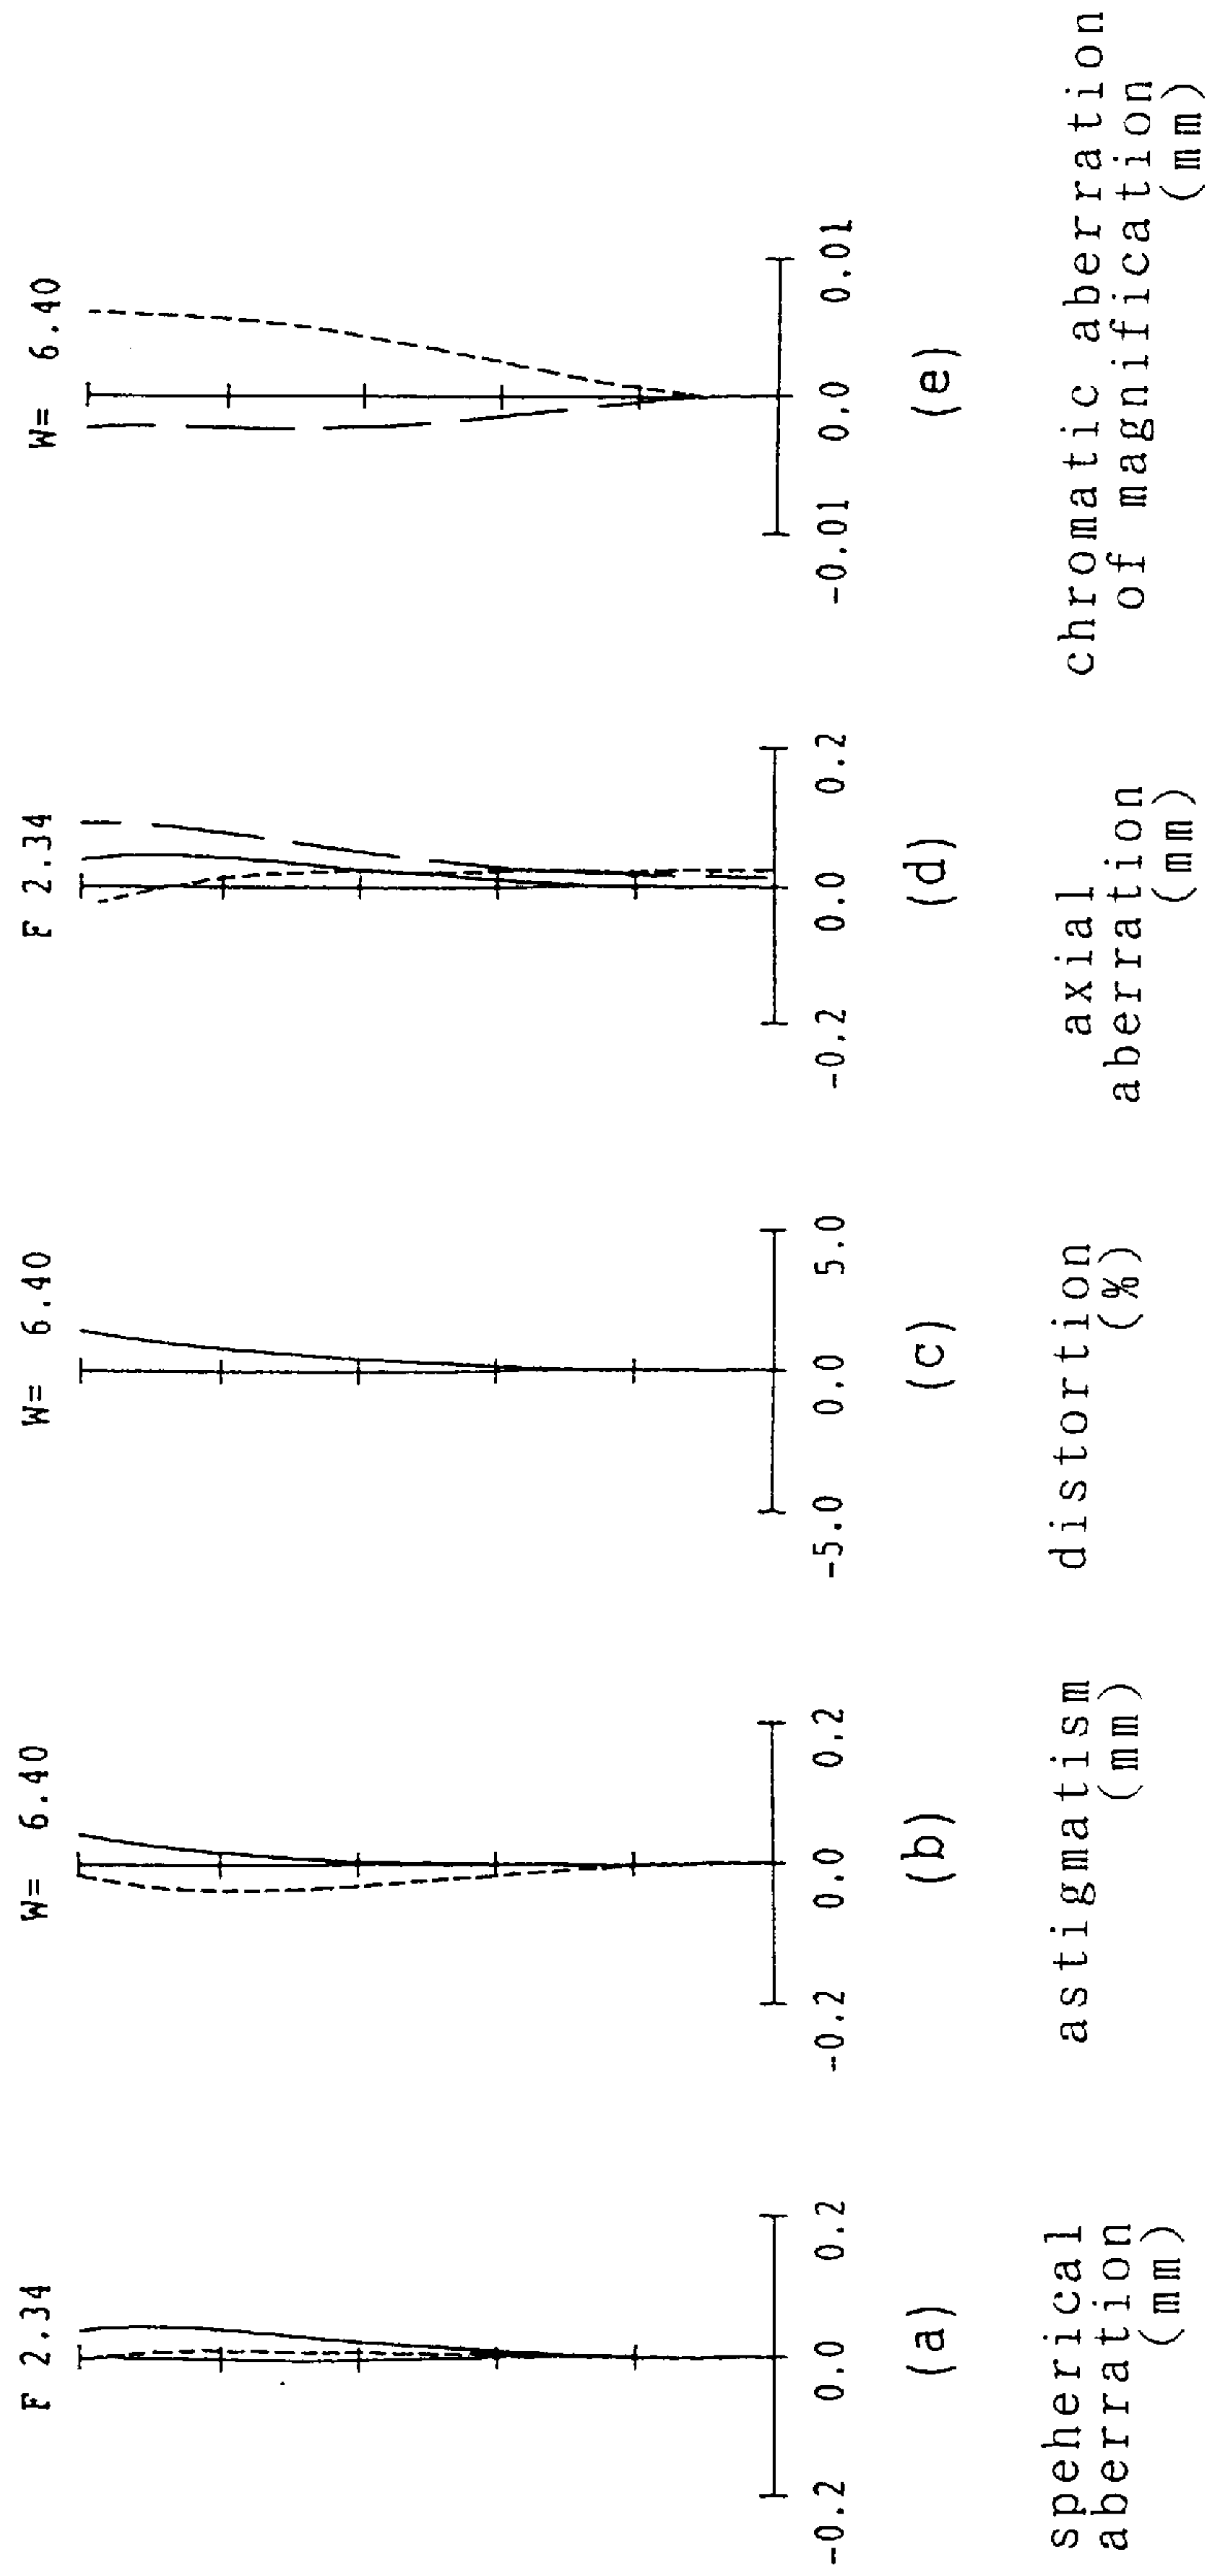 F 2.34
-0.2 0.0 0.2
(a)
speherical
aberration
(mm)
W= 6.40
-0.2 0.0 0.2
(b)
astigmatism
(mm)
W= 6.40
-5.0 0.0 5.0
(c)
distortion
(%)
F 2.34
-0.2 0.0 0.2
(d)
axial
aberration
(mm)
W= 6.40
-0.01 0.0 0.01
(e)
chromatic aberration
of magnification
(mm)